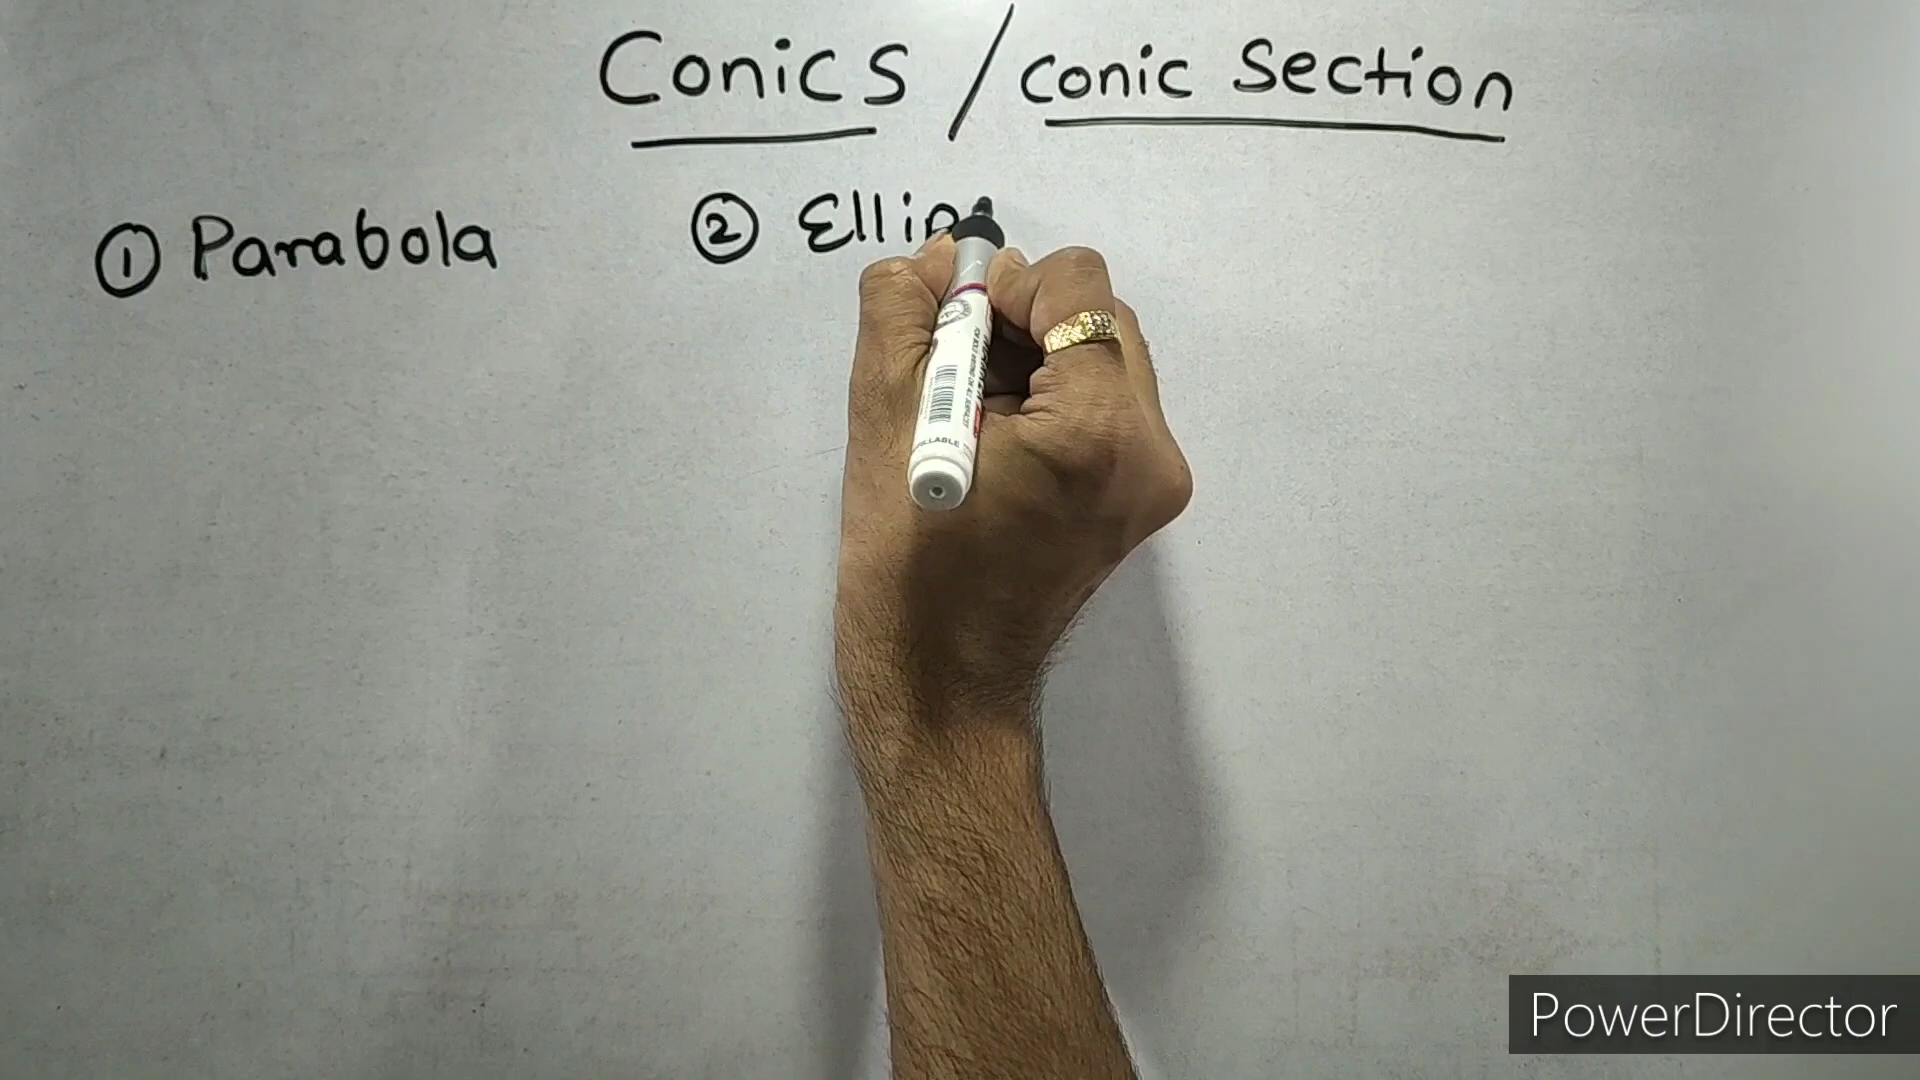 Conics / conic Section
① Parabola ② Ellip
PowerDirector